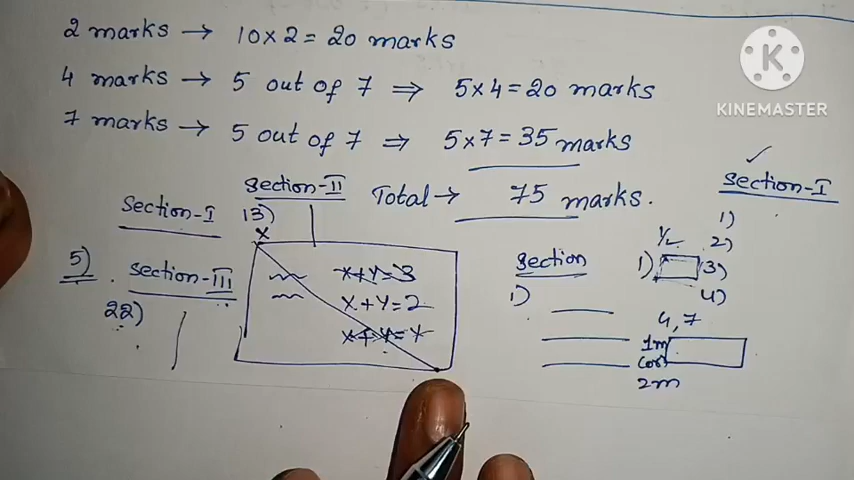 2 marks → 10×2 = 20 marks
4 marks → 5 out of 7 ⇒ 5×4 = 20 marks
7 marks → 5 out of 7 ⇒ 5×7 = 35 marks
Total → 75 marks.
KINEMASTER
Section-I
Section-II
13)
x
5)
Section-III
22)
x+y=3
x+y=2
x+y=y
Section
1)
Section-I
1)
2)
3)
4)
1/2
1)
4, 7
1m
(or)
2m